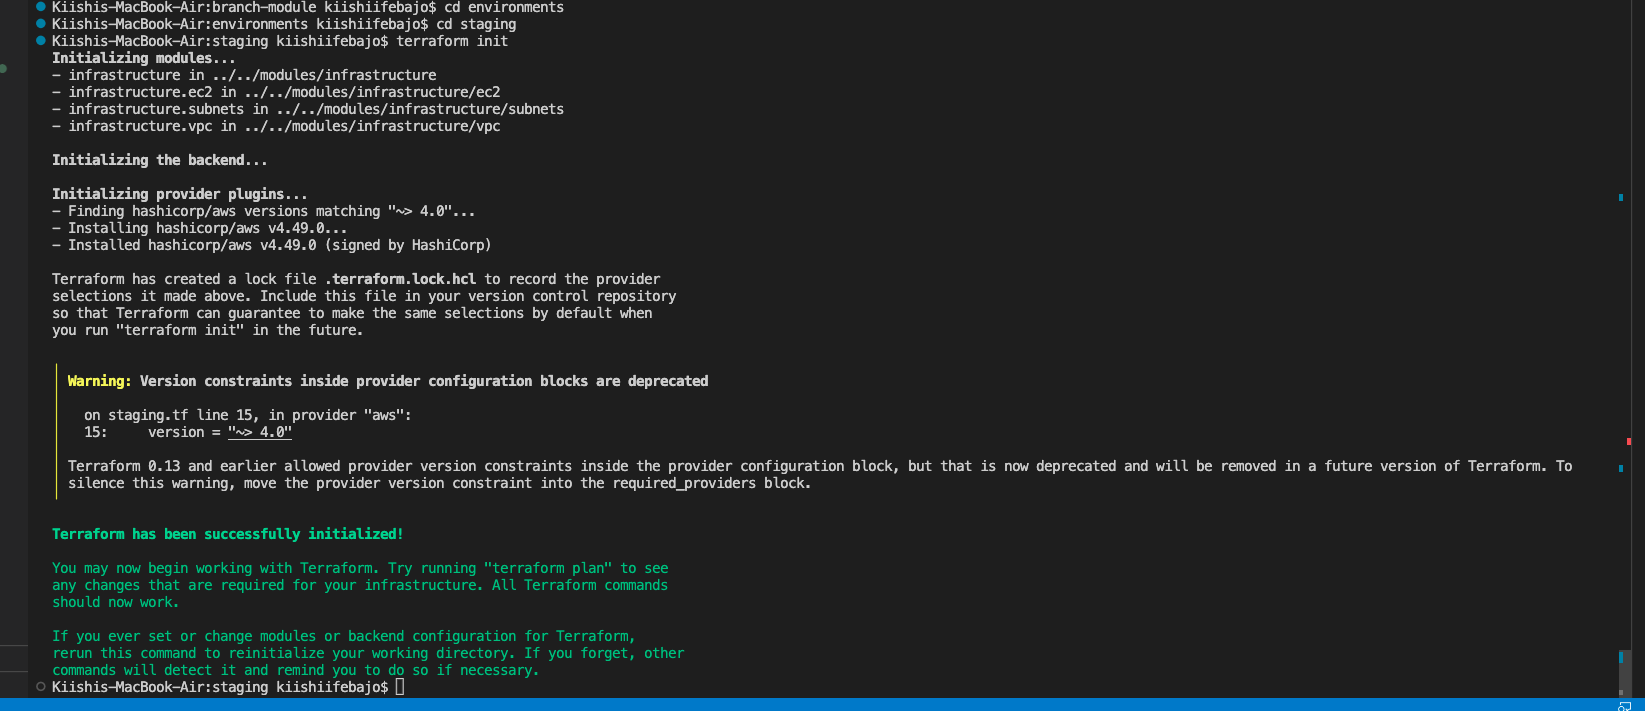 Kiishis-MacBook-Air:branch-module kiishiifebajo$ cd environments
Kiishis-MacBook-Air:environments kiishiifebajo$ cd staging
Kiishis-MacBook-Air:staging kiishiifebajo$ terraform init
Initializing modules...
- infrastructure in ../../modules/infrastructure
- infrastructure.ec2 in ../../modules/infrastructure/ec2
- infrastructure.subnets in ../../modules/infrastructure/subnets
- infrastructure.vpc in ../../modules/infrastructure/vpc
Initializing the backend...
Initializing provider plugins...
- Finding hashicorp/aws versions matching "~> 4.0"...
- Installing hashicorp/aws v4.49.0...
- Installed hashicorp/aws v4.49.0 (signed by HashiCorp)
Terraform has created a lock file .terraform.lock.hcl to record the provider
selections it made above. Include this file in your version control repository
so that Terraform can guarantee to make the same selections by default when
you run "terraform init" in the future.
Warning: Version constraints inside provider configuration blocks are deprecated
on staging.tf line 15, in provider "aws":
15: version = "~> 4.0"
Terraform 0.13 and earlier allowed provider version constraints inside the provider configuration block, but that is now deprecated and will be removed in a future version of Terraform. To
silence this warning, move the provider version constraint into the required_providers block.
Terraform has been successfully initialized!
You may now begin working with Terraform. Try running "terraform plan" to see
any changes that are required for your infrastructure. All Terraform commands
should now work.
If you ever set or change modules or backend configuration for Terraform,
rerun this command to reinitialize your working directory. If you forget, other
commands will detect it and remind you to do so if necessary.
Kiishis-MacBook-Air:staging kiishiifebajo$